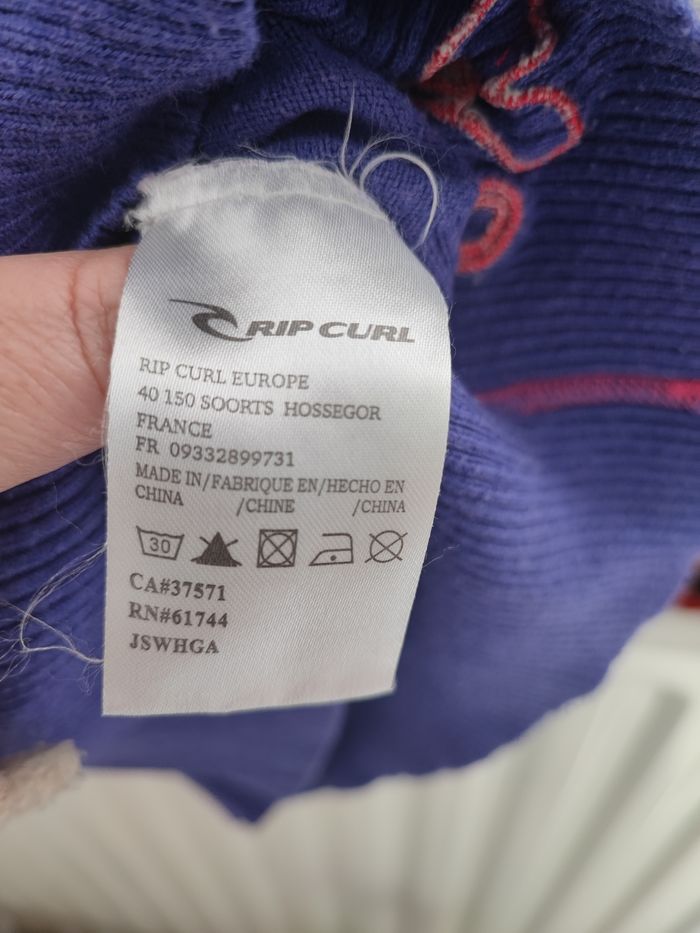 RIP CURL
RIP CURL EUROPE
40 150 SOORTS HOSSEGOR
FRANCE
FR 09332899731
MADE IN/FABRIQUE EN/HECHO EN
CHINA /CHINE /CHINA
30
CA#37571
RN#61744
JSWHGA